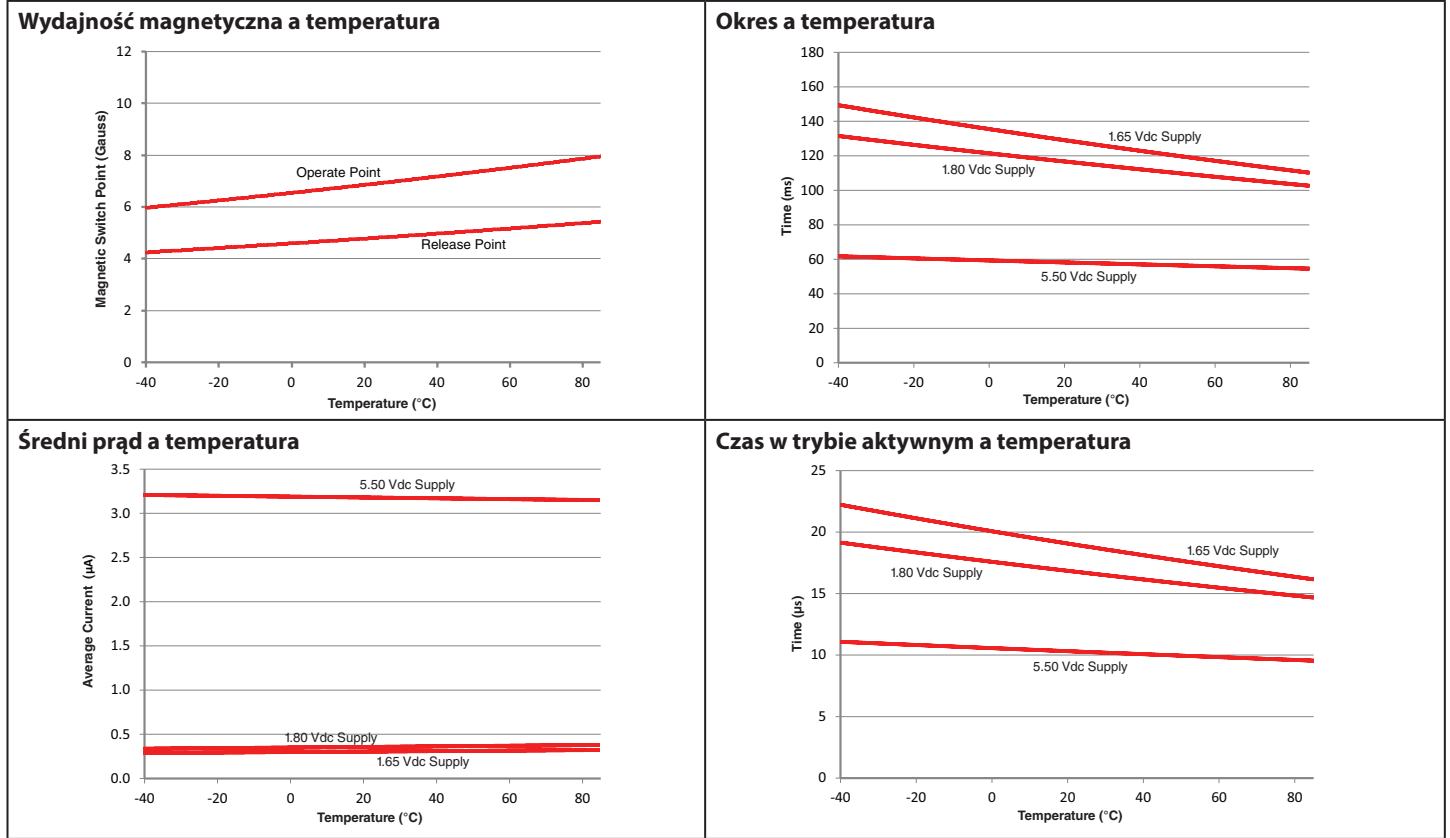 Wydajność magnetyczna a temperatura
12
10
8
6
4
2
0
Magnetic Switch Point (Gauss)
Operate Point
Release Point
-40 -20 0 20 40 60 80
Temperature (°C)
Okres a temperatura
180
160
140
120
100
80
60
40
20
0
Time (ms)
1.65 Vdc Supply
1.80 Vdc Supply
5.50 Vdc Supply
-40 -20 0 20 40 60 80
Temperature (°C)
Średni prąd a temperatura
3.5
3.0
2.5
2.0
1.5
1.0
0.5
0.0
Average Current (µA)
5.50 Vdc Supply
1.80 Vdc Supply
1.65 Vdc Supply
-40 -20 0 20 40 60 80
Temperature (°C)
Czas w trybie aktywnym a temperatura
25
20
15
10
5
0
Time (µs)
1.65 Vdc Supply
1.80 Vdc Supply
5.50 Vdc Supply
-40 -20 0 20 40 60 80
Temperature (°C)